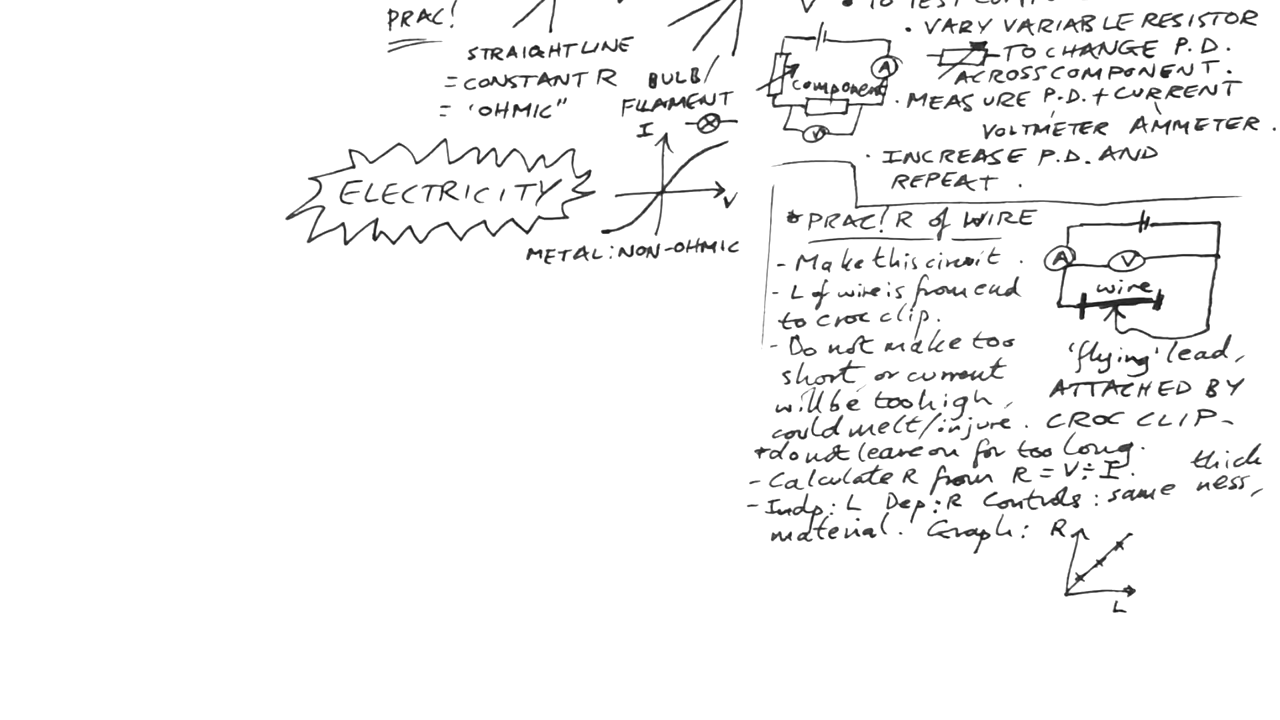 PRAC!
STRAIGHT LINE
= CONSTANT R
= 'OHMIC"
BULB/
FILAMENT
I
V
METAL: NON-OHMIC
ELECTRICITY
V • TO TEST
• VARY VARIABLE RESISTOR
TO CHANGE P.D.
ACROSS COMPONENT.
• MEASURE P.D. + CURRENT
VOLTMETER AMMETER.
• INCREASE P.D. AND
REPEAT.
A
component
V
* PRAC! R of WIRE
- Make this circuit.
- L of wire is from end
to croc clip.
- Do not make too
short or current
will be too high,
could melt/injure.
* do not leave on for too long.
- Calculate R from R = V ÷ I.
- Indp: L Dep: R Controls: same thick
ness,
material. Graph: R
L
A
V
wire
'flying' lead,
ATTACHED BY
CROC CLIP-